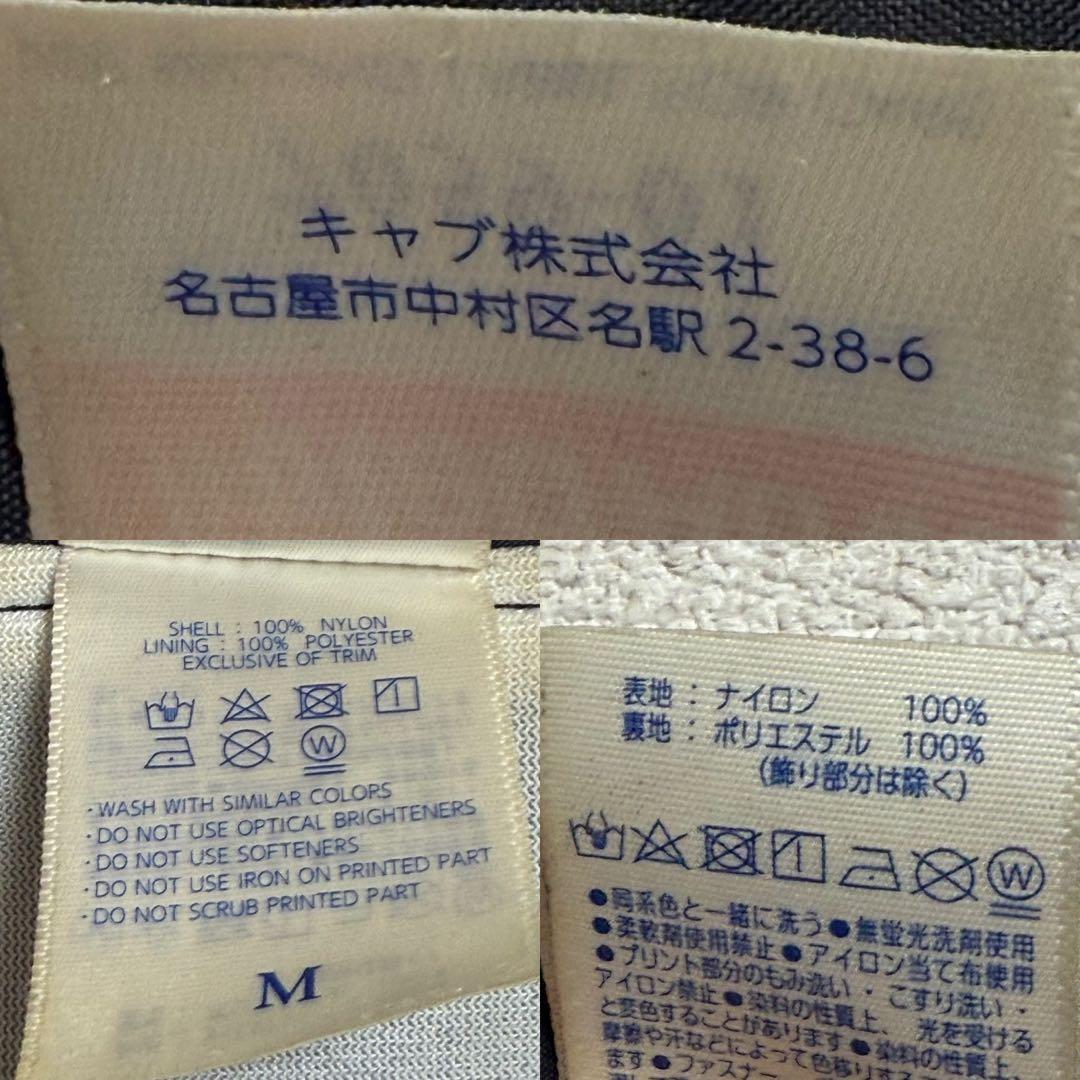 キャブ株式会社
名古屋市中村区名駅 2-38-6
SHELL : 100% NYLON
LINING : 100% POLYESTER
EXCLUSIVE OF TRIM
W
・WASH WITH SIMILAR COLORS
・DO NOT USE OPTICAL BRIGHTENERS
・DO NOT USE SOFTENERS
・DO NOT USE IRON ON PRINTED PART
・DO NOT SCRUB PRINTED PART
M
表地 : ナイロン 100%
裏地 : ポリエステル 100%
(飾り部分は除く)
W
●同系色と一緒に洗う●無蛍光洗剤使用
●柔軟剤使用禁止●アイロン当て布使用
●プリント部分のもみ洗い・こすり洗い・
アイロン禁止●染料の性質上、光を受ける
と変色することがあります●染料の性質上、
摩擦や汗などによって色移りする
ます●ファスナー